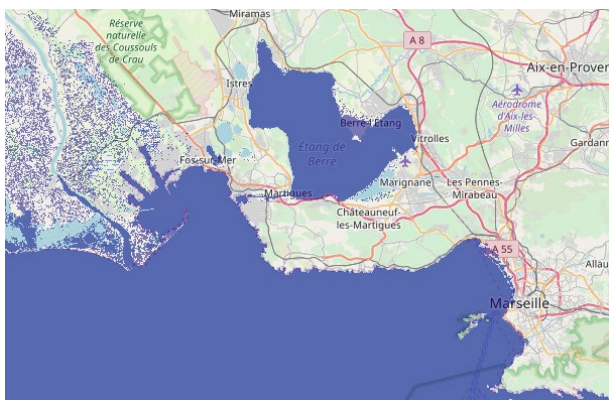 Miramas
Réserve
naturelle
des Coussouls
de Crau
A 8
Aix-en-Proven
Istres
Aérodrome
d'Aix-les-
Milles
Berre-l'Étang
Vitrolles
Gardann
Étang de
Berre
Fos-sur-Mer
Marignane
Les Pennes-
Mirabeau
Martigues
Châteauneuf-
les-Martigues
A 55
Allau
Marseille